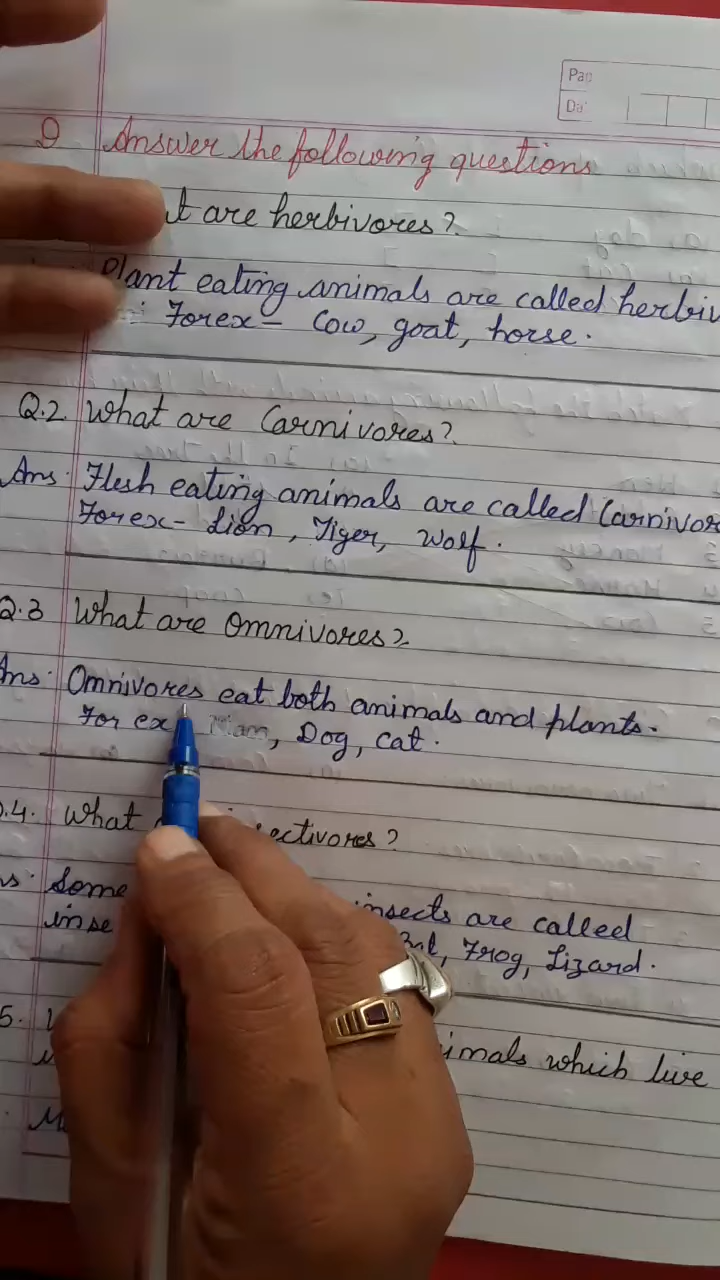 Pag
Da
Q Answer the following questions
t are herbivores?
Plant eating animals are called herbiv
For ex- Cow, goat, horse.
Q.2. What are Carnivores?
Ans: Flesh eating animals are called Carnivor
For ex- Lion, Tiger, Wolf.
Q.3 What are Omnivores?
Ans: Omnivores eat both animals and plants.
For ex Man, Dog, cat.
.4. What ectivores?
s: Some insects are called
inse Frog, Lizard.
5. imals which live